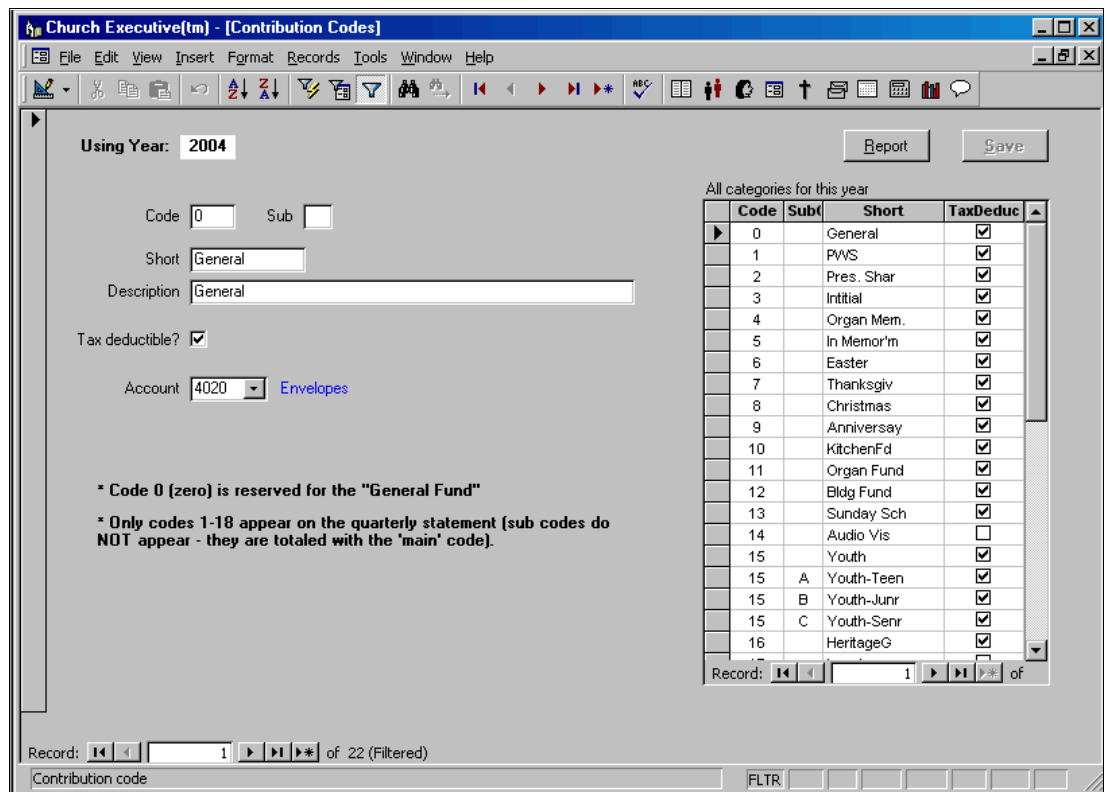 Church Executive(tm) - [Contribution Codes]
File Edit View Insert Format Records Tools Window Help
Using Year: 2004
Report Save
Code 0 Sub
Short General
Description General
Tax deductible?
Account 4020 Envelopes
* Code 0 (zero) is reserved for the "General Fund"
* Only codes 1-18 appear on the quarterly statement (sub codes do
NOT appear - they are totaled with the 'main' code).
All categories for this year
Code Sub( Short TaxDeduc
0 General
1 PWS
2 Pres. Shar
3 Intitial
4 Organ Mem.
5 In Memor'm
6 Easter
7 Thanksgiv
8 Christmas
9 Anniversay
10 KitchenFd
11 Organ Fund
12 Bldg Fund
13 Sunday Sch
14 Audio Vis
15 Youth
15 A Youth-Teen
15 B Youth-Junr
15 C Youth-Senr
16 HeritageG
Record: 1 of
Record: 1 of 22 (Filtered)
Contribution code FLTR